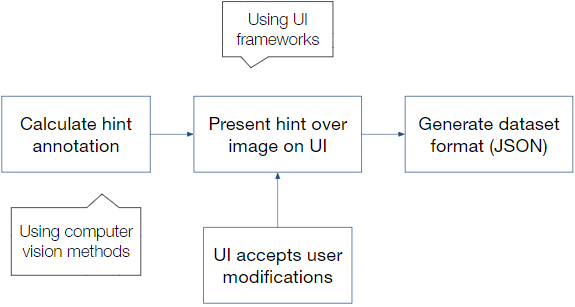 Using UI
frameworks
Calculate hint
annotation
Present hint over
image on UI
Generate dataset
format (JSON)
Using computer
vision methods
UI accepts user
modifications